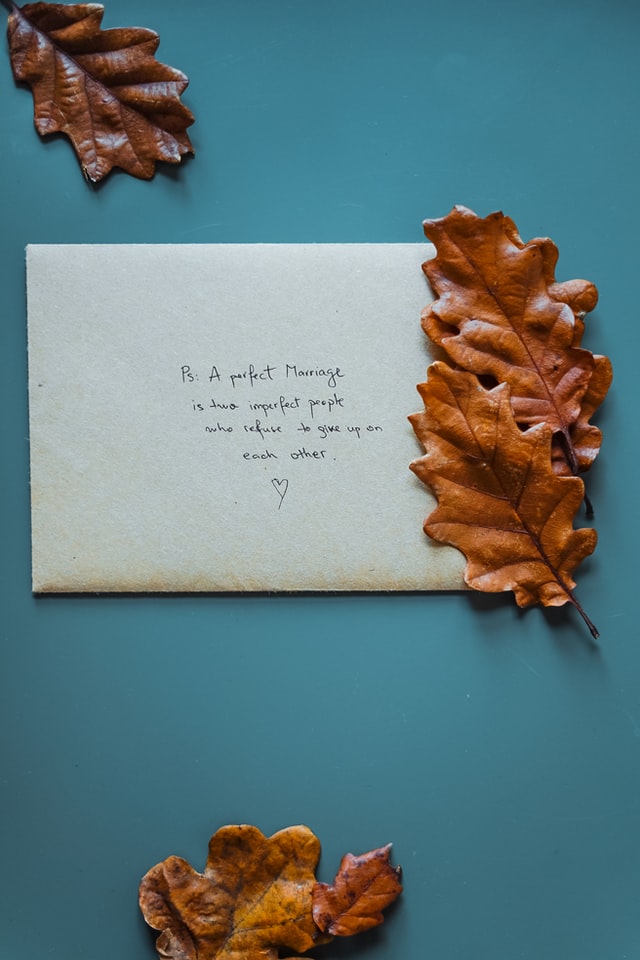 Ps: A perfect Marriage
is two imperfect people
who refuse to give up on
each other.